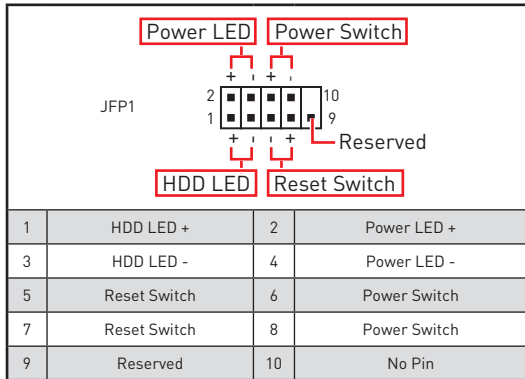 Power LED Power Switch
+ - + -
JFP1
2 10
1 9
+ - - +
Reserved
HDD LED Reset Switch
1 HDD LED + 2 Power LED +
3 HDD LED - 4 Power LED -
5 Reset Switch 6 Power Switch
7 Reset Switch 8 Power Switch
9 Reserved 10 No Pin